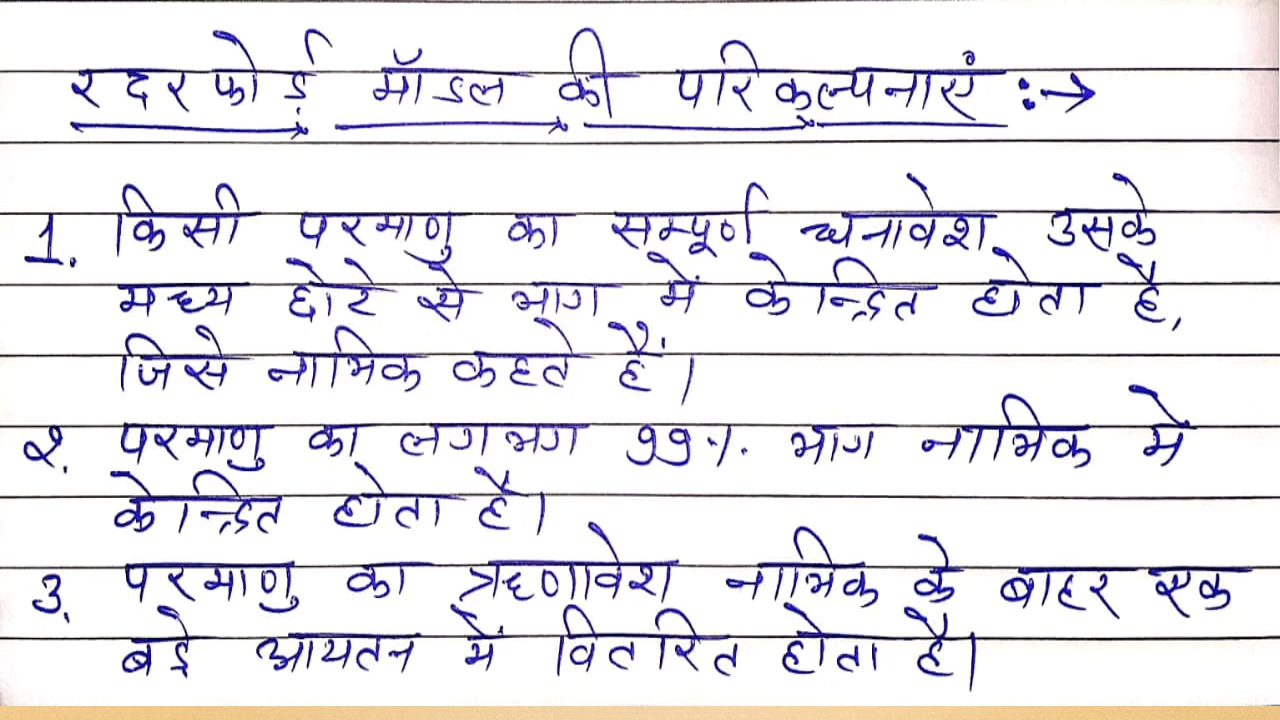 रदरफोर्ड मॉडल की परिकल्पनाएं :→
1. किसी परमाणु का सम्पूर्ण धनावेश उसके
मध्य छोटे से भाग में केन्द्रित होता है,
जिसे नाभिक कहते हैं।
2. परमाणु का लगभग 99% भाग नाभिक में
केन्द्रित होता है।
3. परमाणु का ऋणावेश नाभिक के बाहर एक
बड़े आयतन में वितरित होता है।